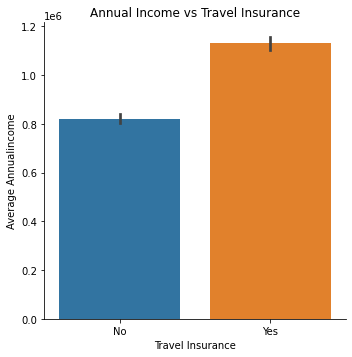 Annual Income vs Travel Insurance
1e6
1.2
1.0
0.8
0.6
0.4
0.2
0.0
Average Annualincome
No Yes
Travel Insurance